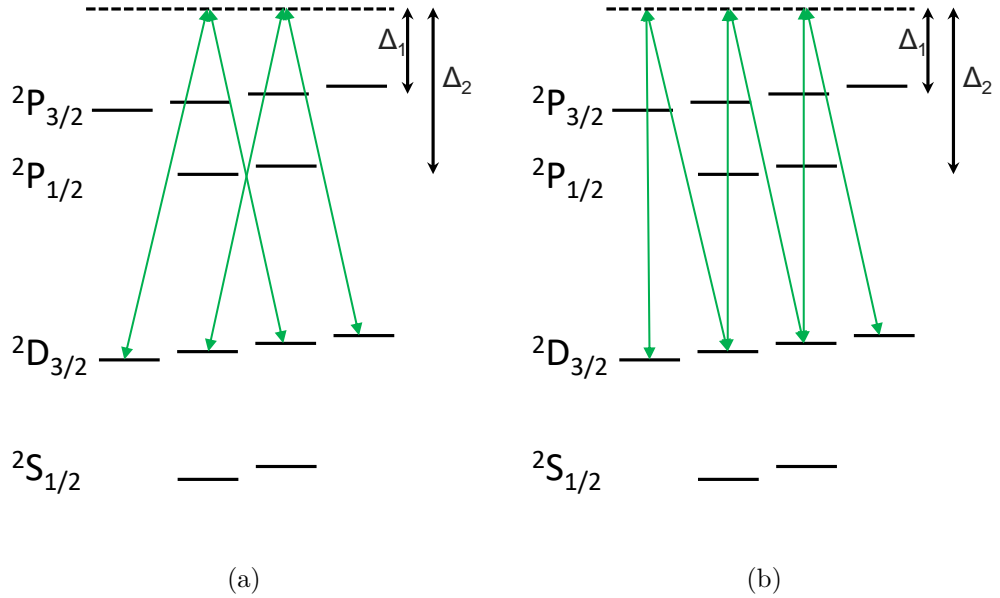 Δ₁
Δ₂
²P₃/₂
²P₁/₂
²D₃/₂
²S₁/₂
(a)
Δ₁
Δ₂
²P₃/₂
²P₁/₂
²D₃/₂
²S₁/₂
(b)